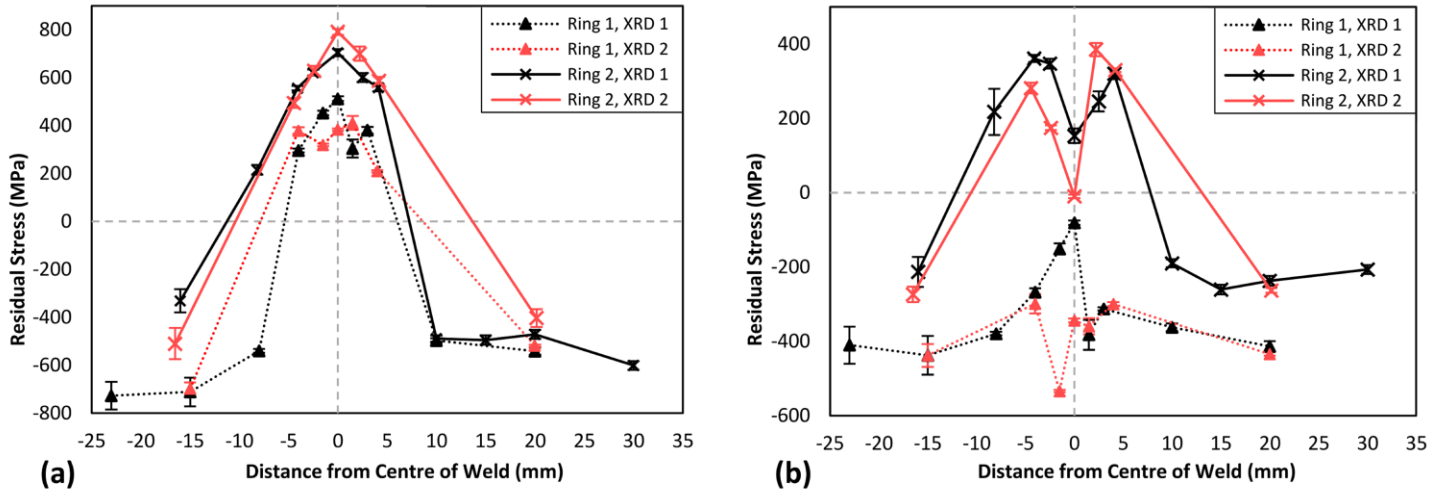 Residual Stress (MPa)
800
600
400
200
0
-200
-400
-600
-800
-25 -20 -15 -10 -5 0 5 10 15 20 25 30 35
Distance from Centre of Weld (mm)
(a)
Ring 1, XRD 1
Ring 1, XRD 2
Ring 2, XRD 1
Ring 2, XRD 2
Residual Stress (MPa)
400
200
0
-200
-400
-600
-25 -20 -15 -10 -5 0 5 10 15 20 25 30 35
Distance from Centre of Weld (mm)
(b)
Ring 1, XRD 1
Ring 1, XRD 2
Ring 2, XRD 1
Ring 2, XRD 2